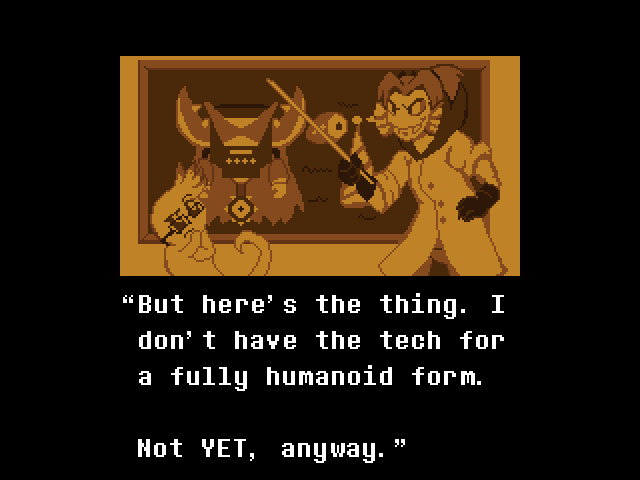 “But here’s the thing. I
don’t have the tech for
a fully humanoid form.
Not YET, anyway.”